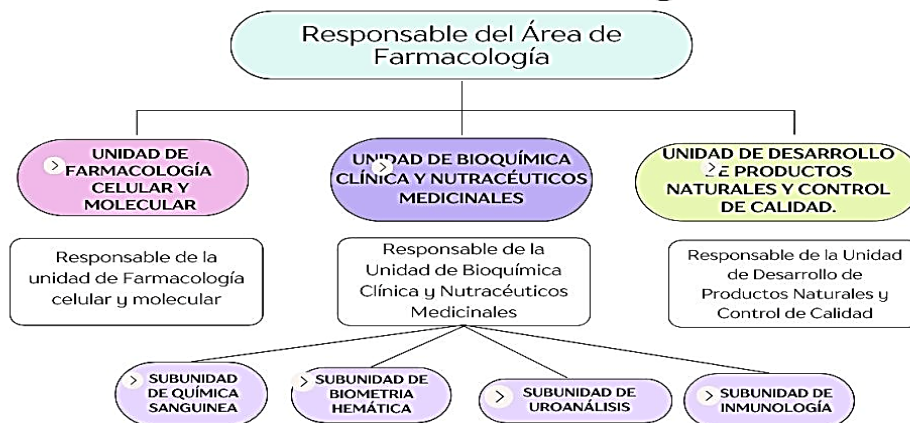 Responsable del Área de
Farmacología
UNIDAD DE
FARMACOLOGÍA
CELULAR Y
MOLECULAR
UNIDAD DE BIOQUÍMICA
CLÍNICA Y NUTRACÉUTICOS
MEDICINALES
UNIDAD DE DESARROLLO
DE PRODUCTOS
NATURALES Y CONTROL
DE CALIDAD.
Responsable de la
unidad de Farmacología
celular y molecular
Responsable de la
Unidad de Bioquímica
Clínica y Nutracéuticos
Medicinales
Responsable de la Unidad
de Desarrollo de
Productos Naturales y
Control de Calidad
SUBUNIDAD
DE QUÍMICA
SANGUINEA
SUBUNIDAD DE
BIOMETRIA
HEMÁTICA
SUBUNIDAD DE
UROANÁLISIS
SUBUNIDAD DE
INMUNOLOGÍA